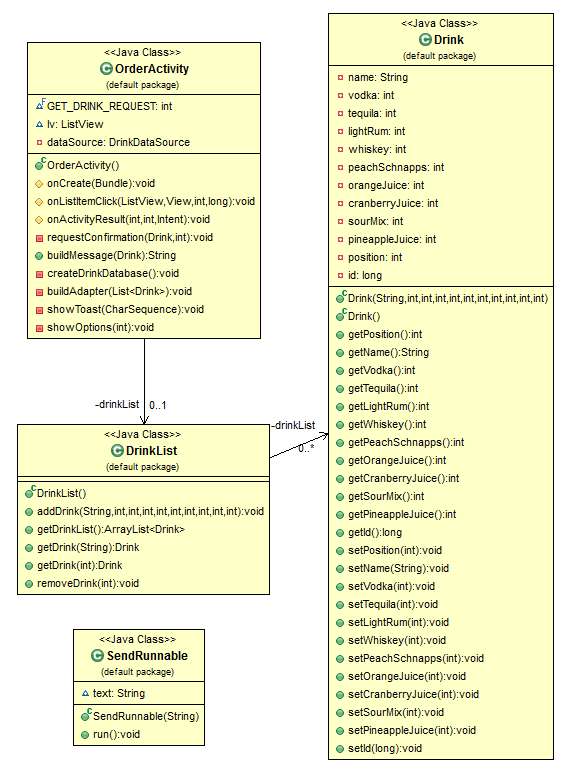 <<Java Class>>
OrderActivity
(default package)
GET_DRINK_REQUEST: int
lv: ListView
dataSource: DrinkDataSource
OrderActivity()
onCreate(Bundle):void
onListItemClick(ListView,View,int,long):void
onActivityResult(int,int,Intent):void
requestConfirmation(Drink,int):void
buildMessage(Drink):String
createDrinkDatabase():void
buildAdapter(List<Drink>):void
showToast(CharSequence):void
showOptions(int):void
-drinkList 0..1
<<Java Class>>
DrinkList
(default package)
DrinkList()
addDrink(String,int,int,int,int,int,int,int,int,int):void
getDrinkList():ArrayList<Drink>
getDrink(String):Drink
getDrink(int):Drink
removeDrink(int):void
-drinkList
0..*
<<Java Class>>
SendRunnable
(default package)
text: String
SendRunnable(String)
run():void
<<Java Class>>
Drink
(default package)
name: String
vodka: int
tequila: int
lightRum: int
whiskey: int
peachSchnapps: int
orangeJuice: int
cranberryJuice: int
sourMix: int
pineappleJuice: int
position: int
id: long
Drink(String,int,int,int,int,int,int,int,int,int,int)
Drink()
getPosition():int
getName():String
getVodka():int
getTequila():int
getLightRum():int
getWhiskey():int
getPeachSchnapps():int
getOrangeJuice():int
getCranberryJuice():int
getSourMix():int
getPineappleJuice():int
getId():long
setPosition(int):void
setName(String):void
setVodka(int):void
setTequila(int):void
setLightRum(int):void
setWhiskey(int):void
setPeachSchnapps(int):void
setOrangeJuice(int):void
setCranberryJuice(int):void
setSourMix(int):void
setPineappleJuice(int):void
setId(long):void